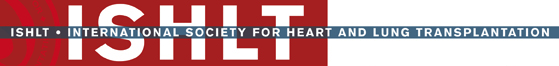 ISHLT
ISHLT • INTERNATIONAL SOCIETY FOR HEART AND LUNG TRANSPLANTATION